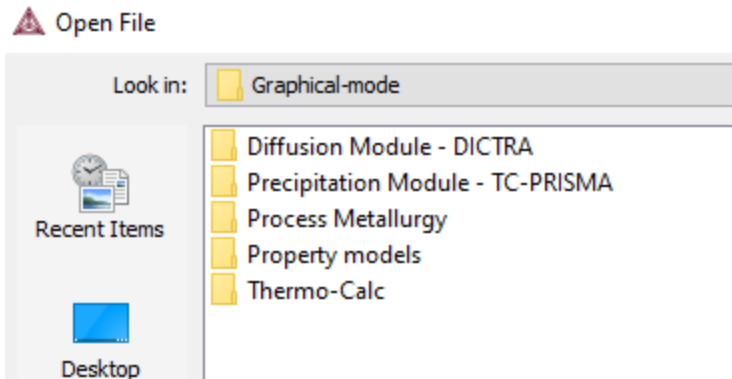 Open File
Look in: Graphical-mode
Diffusion Module - DICTRA
Precipitation Module - TC-PRISMA
Process Metallurgy
Property models
Thermo-Calc
Recent Items
Desktop